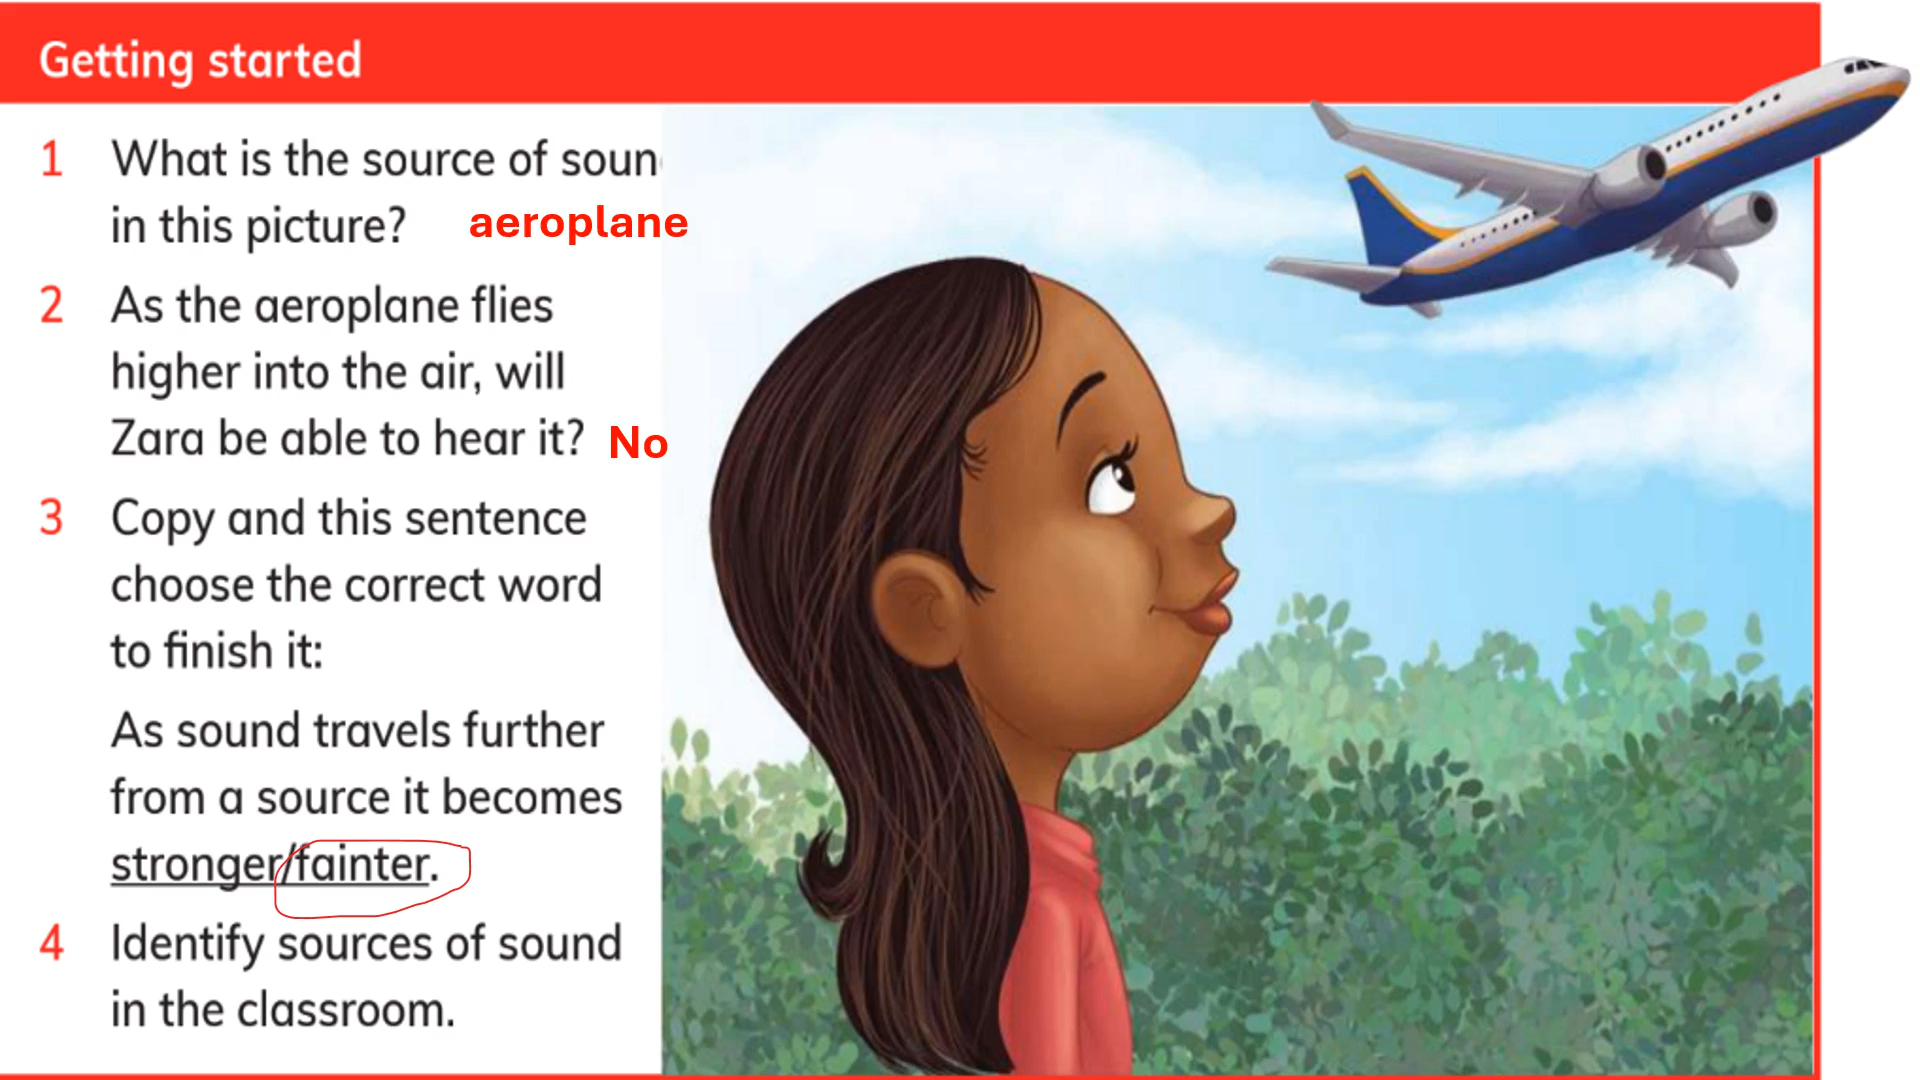 Getting started
1 What is the source of soun
in this picture? aeroplane
2 As the aeroplane flies
higher into the air, will
Zara be able to hear it? No
3 Copy and this sentence
choose the correct word
to finish it:
As sound travels further
from a source it becomes
stronger/fainter.
4 Identify sources of sound
in the classroom.